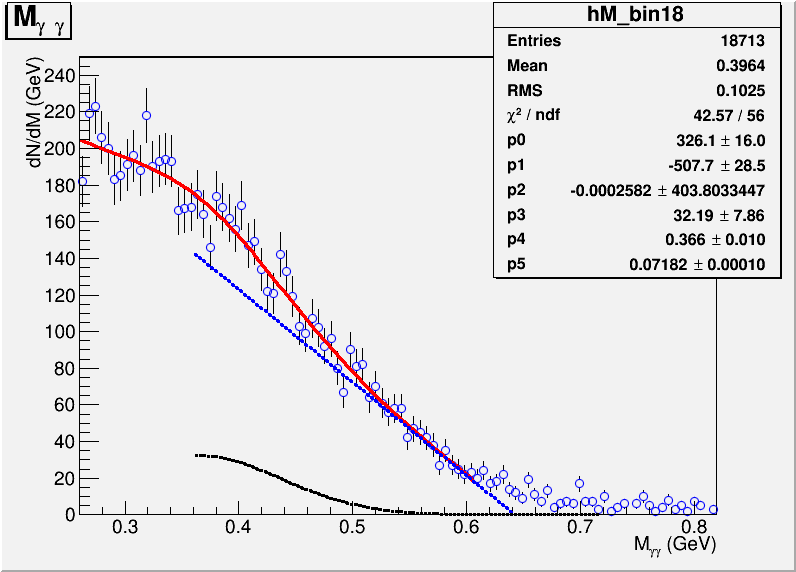 Mγ γ
hM_bin18
Entries 18713
Mean 0.3964
RMS 0.1025
χ² / ndf 42.57 / 56
p0 326.1 ± 16.0
p1 -507.7 ± 28.5
p2 -0.0002582 ± 403.8033447
p3 32.19 ± 7.86
p4 0.366 ± 0.010
p5 0.07182 ± 0.00010
dN/dM (GeV)
240
220
200
180
160
140
120
100
80
60
40
20
0
0.3 0.4 0.5 0.6 0.7 0.8
Mγγ (GeV)